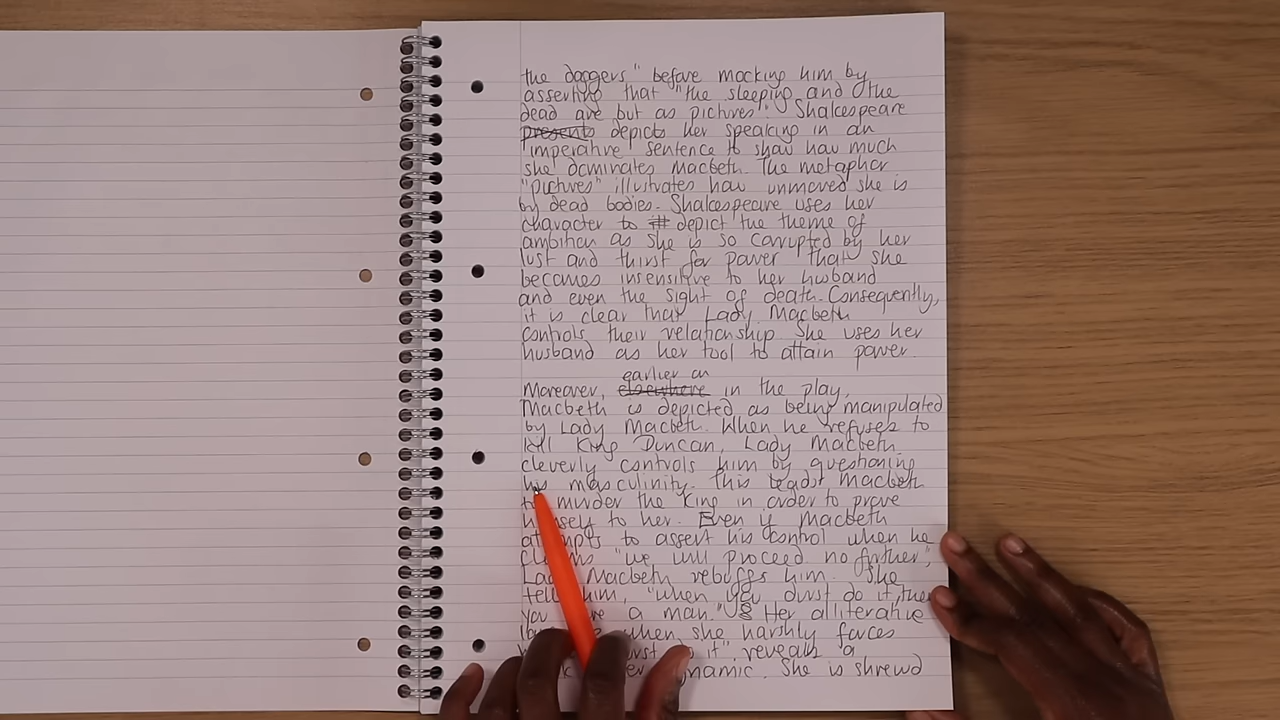 the daggers" before mocking him by
asserting that "the sleeping and the
dead are but as pictures". Shakespeare
presents depicts her speaking in an
imperative sentence to show how much
she dominates Macbeth. The metaphor
"pictures" illustrates how unmoved she is
by dead bodies. Shakespeare uses her
character to depict the theme of
ambition as she is so corrupted by her
lust and thirst for power that she
becomes insensitive to her husband
and even the sight of death. Consequently,
it is clear that Lady Macbeth
controls their relationship. She uses her
husband as her tool to attain power.
earlier on
Moreover, elsewhere in the play,
Macbeth is depicted as being manipulated
by Lady Macbeth. When he refuses to
kill King Duncan, Lady Macbeth
cleverly controls him by questioning
his masculinity. This leads Macbeth
to murder the King in order to prove
himself to her. Even if Macbeth
attempts to assert his control when he
claims "we will proceed no further",
Lady Macbeth rebuffs him. She
tells him, "when you durst do it, then
you were a man." Her alliterative
when she harshly forces
it" reveals a
dynamic. She is shrewd